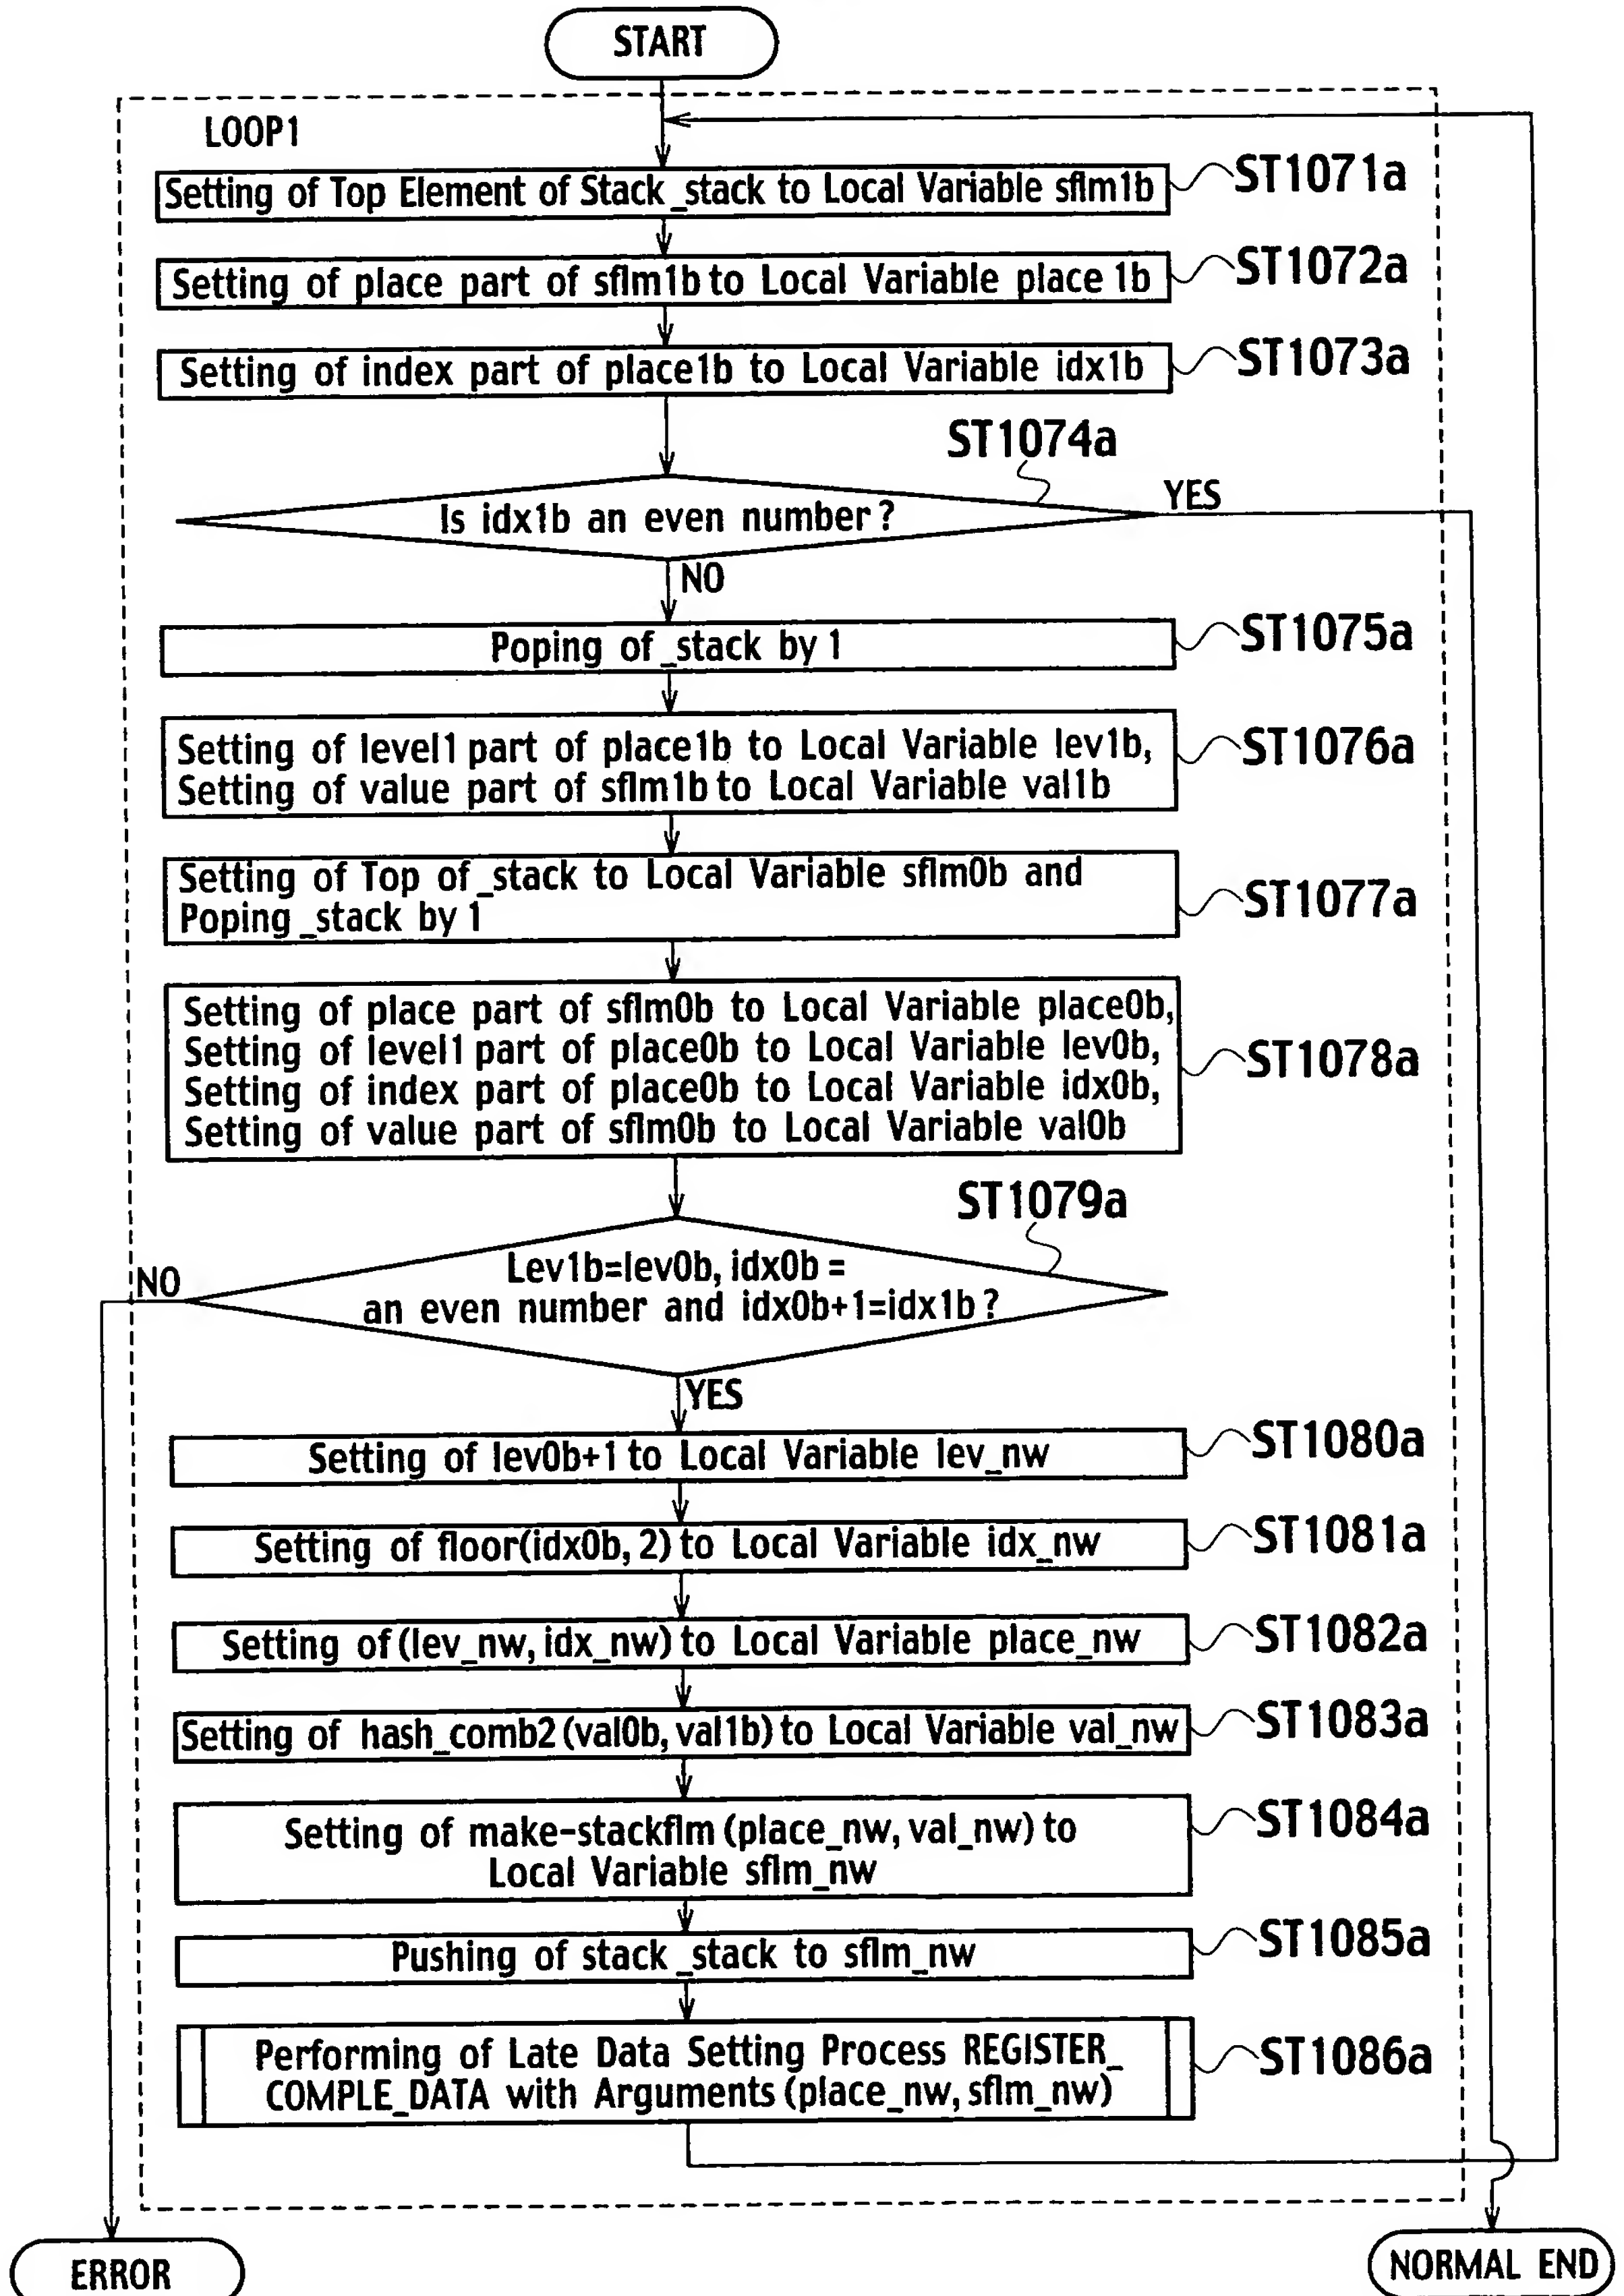 START
LOOP1
Setting of Top Element of Stack _stack to Local Variable sflm1b
ST1071a
Setting of place part of sflm1b to Local Variable place 1b
ST1072a
Setting of index part of place1b to Local Variable idx1b
ST1073a
ST1074a
Is idx1b an even number?
YES
NO
Poping of _stack by 1
ST1075a
Setting of level1 part of place1b to Local Variable lev1b,
Setting of value part of sflm1b to Local Variable val1b
ST1076a
Setting of Top of _stack to Local Variable sflm0b and
Poping _stack by 1
ST1077a
Setting of place part of sflm0b to Local Variable place0b,
Setting of level1 part of place0b to Local Variable lev0b,
Setting of index part of place0b to Local Variable idx0b,
Setting of value part of sflm0b to Local Variable val0b
ST1078a
ST1079a
Lev1b=lev0b, idx0b =
an even number and idx0b+1=idx1b?
NO
YES
Setting of lev0b+1 to Local Variable lev_nw
ST1080a
Setting of floor(idx0b, 2) to Local Variable idx_nw
ST1081a
Setting of (lev_nw, idx_nw) to Local Variable place_nw
ST1082a
Setting of hash_comb2 (val0b, val1b) to Local Variable val_nw
ST1083a
Setting of make-stackflm (place_nw, val_nw) to
Local Variable sflm_nw
ST1084a
Pushing of stack _stack to sflm_nw
ST1085a
Performing of Late Data Setting Process REGISTER_
COMPLE_DATA with Arguments (place_nw, sflm_nw)
ST1086a
ERROR
NORMAL END